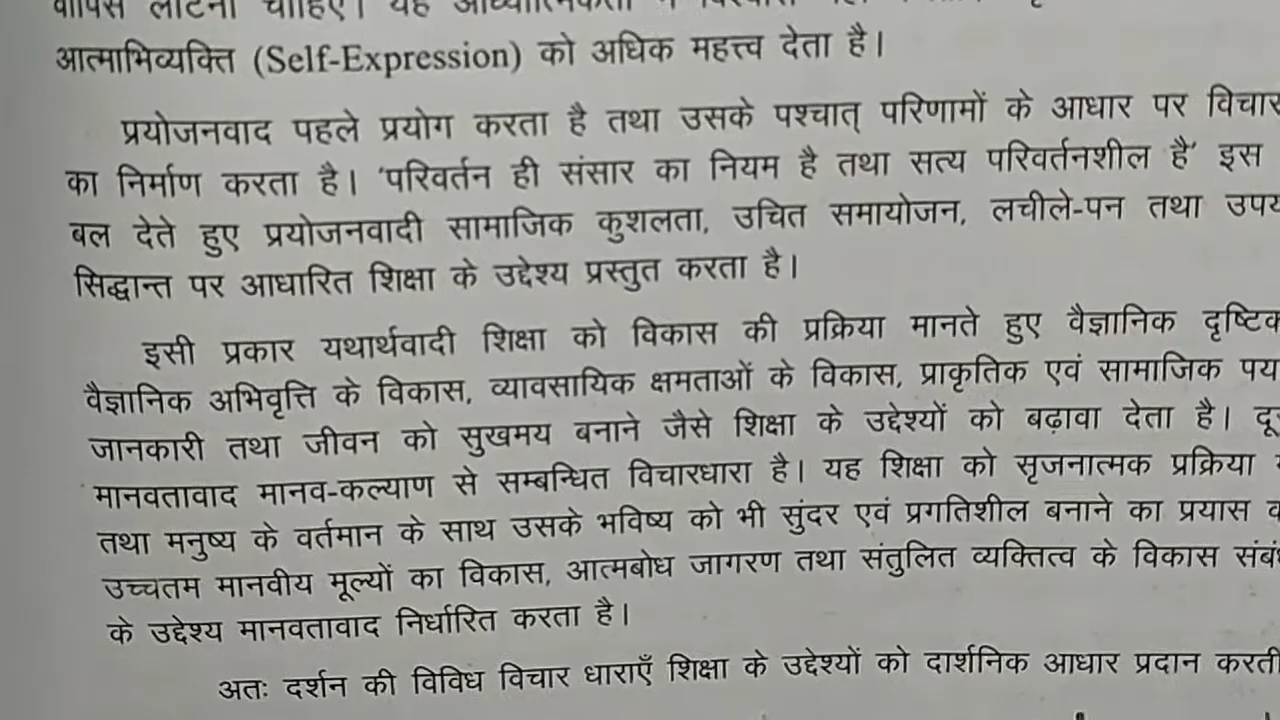 वापिस लौटना चाहिए। यह आध्यात्मिकता में विश्वास
आत्माभिव्यक्ति (Self-Expression) को अधिक महत्त्व देता है।
प्रयोजनवाद पहले प्रयोग करता है तथा उसके पश्चात् परिणामों के आधार पर विचार
का निर्माण करता है। 'परिवर्तन ही संसार का नियम है तथा सत्य परिवर्तनशील है' इस
बल देते हुए प्रयोजनवादी सामाजिक कुशलता, उचित समायोजन, लचीले-पन तथा
सिद्धान्त पर आधारित शिक्षा के उद्देश्य प्रस्तुत करता है।
इसी प्रकार यथार्थवादी शिक्षा को विकास की प्रक्रिया मानते हुए वैज्ञानिक
वैज्ञानिक अभिवृत्ति के विकास, व्यावसायिक क्षमताओं के विकास, प्राकृतिक एवं सामाजिक
जानकारी तथा जीवन को सुखमय बनाने जैसे शिक्षा के उद्देश्यों को बढ़ावा देता है।
मानवतावाद मानव-कल्याण से सम्बन्धित विचारधारा है। यह शिक्षा को सृजनात्मक प्रक्रिया
तथा मनुष्य के वर्तमान के साथ उसके भविष्य को भी सुंदर एवं प्रगतिशील बनाने का प्रयास
उच्चतम मानवीय मूल्यों का विकास, आत्मबोध जागरण तथा संतुलित व्यक्तित्व के विकास
के उद्देश्य मानवतावाद निर्धारित करता है।
अतः दर्शन की विविध विचार धाराएँ शिक्षा के उद्देश्यों को दार्शनिक आधार प्रदान करती